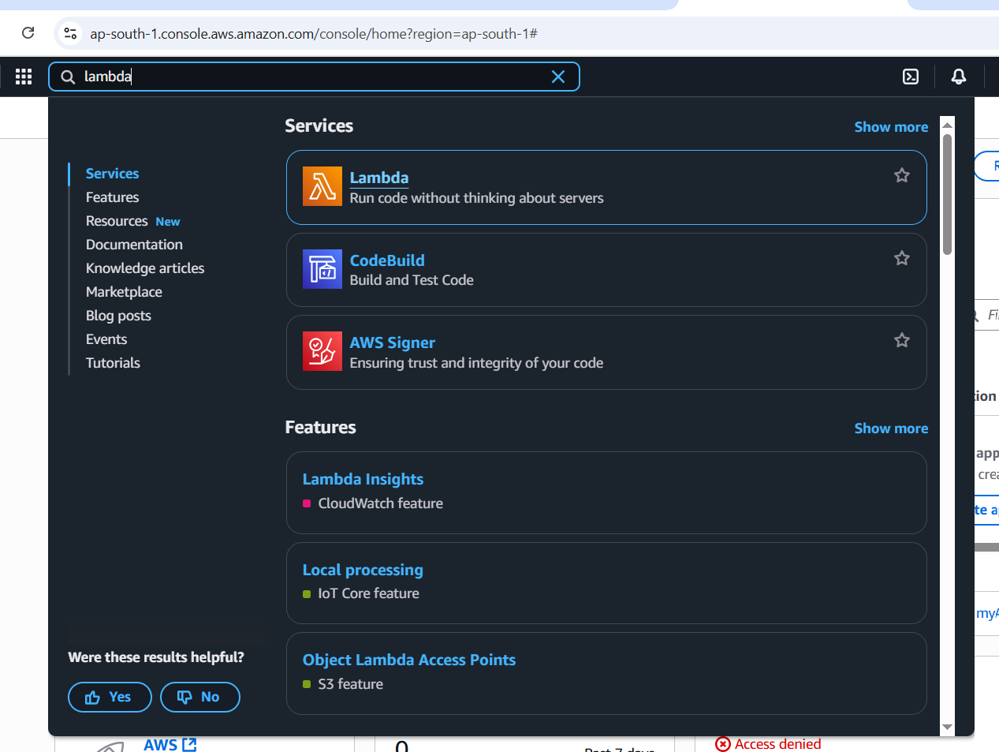 ap-south-1.console.aws.amazon.com/console/home?region=ap-south-1#
lambda
Services
Features
Resources New
Documentation
Knowledge articles
Marketplace
Blog posts
Events
Tutorials
Were these results helpful?
Yes
No
Services
Show more
Lambda
Run code without thinking about servers
CodeBuild
Build and Test Code
AWS Signer
Ensuring trust and integrity of your code
Features
Show more
Lambda Insights
CloudWatch feature
Local processing
IoT Core feature
Object Lambda Access Points
S3 feature
AWS
0
Past 7 days
Access denied